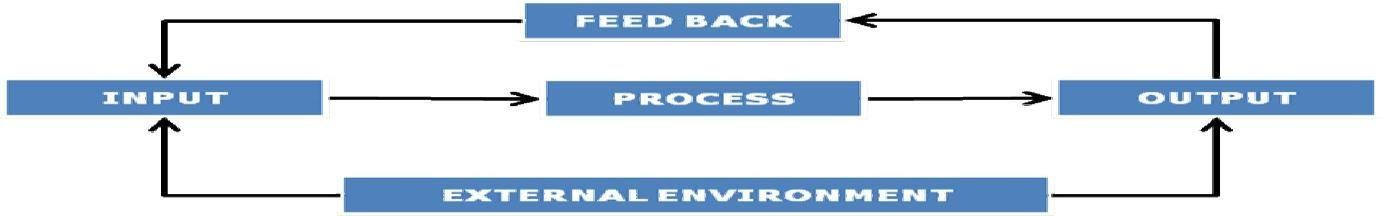 FEED BACK
INPUT
PROCESS
OUTPUT
EXTERNAL ENVIRONMENT